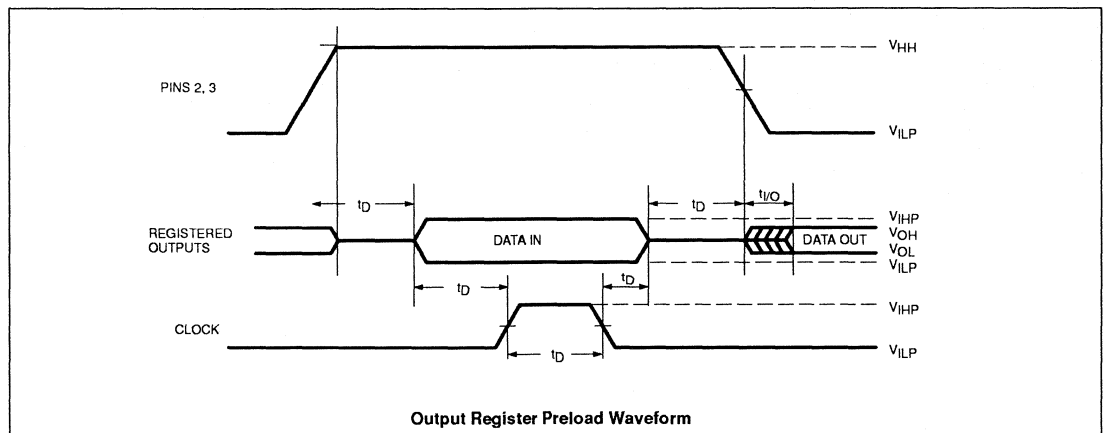 VHH
PINS 2, 3
VILP
tD tD tI/O
VIHP
REGISTERED OUTPUTS
DATA IN
DATA OUT
VOH
VOL
VILP
tD tD
VIHP
CLOCK
tD
VILP
Output Register Preload Waveform